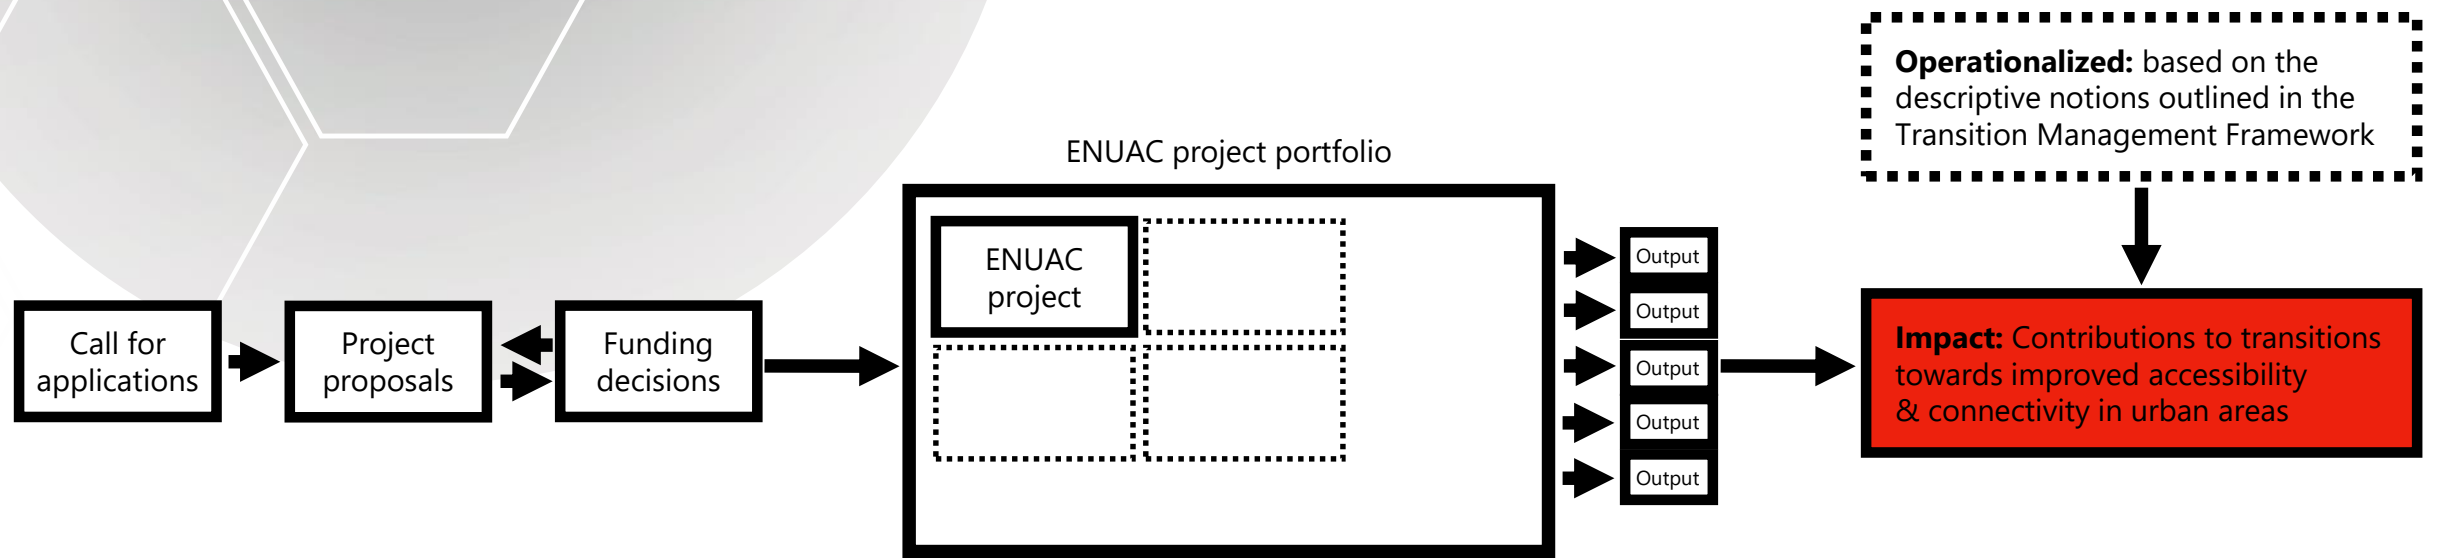 Call for
applications
Project
proposals
Funding
decisions
ENUAC project portfolio
ENUAC
project
Output
Output
Output
Output
Output
Operationalized: based on the
descriptive notions outlined in the
Transition Management Framework
Impact: Contributions to transitions
towards improved accessibility
& connectivity in urban areas